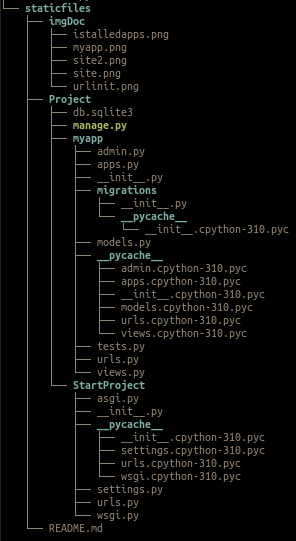 └── staticfiles
    ├── imgDoc
    │   ├── istalledapps.png
    │   ├── myapp.png
    │   ├── site2.png
    │   ├── site.png
    │   └── urlinit.png
    ├── Project
    │   ├── db.sqlite3
    │   ├── manage.py
    │   ├── myapp
    │   │   ├── admin.py
    │   │   ├── apps.py
    │   │   ├── __init__.py
    │   │   ├── migrations
    │   │   │   ├── __init__.py
    │   │   │   └── __pycache__
    │   │   │       └── __init__.cpython-310.pyc
    │   │   ├── models.py
    │   │   ├── __pycache__
    │   │   │   ├── admin.cpython-310.pyc
    │   │   │   ├── apps.cpython-310.pyc
    │   │   │   ├── __init__.cpython-310.pyc
    │   │   │   ├── models.cpython-310.pyc
    │   │   │   ├── urls.cpython-310.pyc
    │   │   │   └── views.cpython-310.pyc
    │   │   ├── tests.py
    │   │   ├── urls.py
    │   │   └── views.py
    │   └── StartProject
    │       ├── asgi.py
    │       ├── __init__.py
    │       ├── __pycache__
    │       │   ├── __init__.cpython-310.pyc
    │       │   ├── settings.cpython-310.pyc
    │       │   ├── urls.cpython-310.pyc
    │       │   └── wsgi.cpython-310.pyc
    │       ├── settings.py
    │       ├── urls.py
    │       └── wsgi.py
    └── README.md